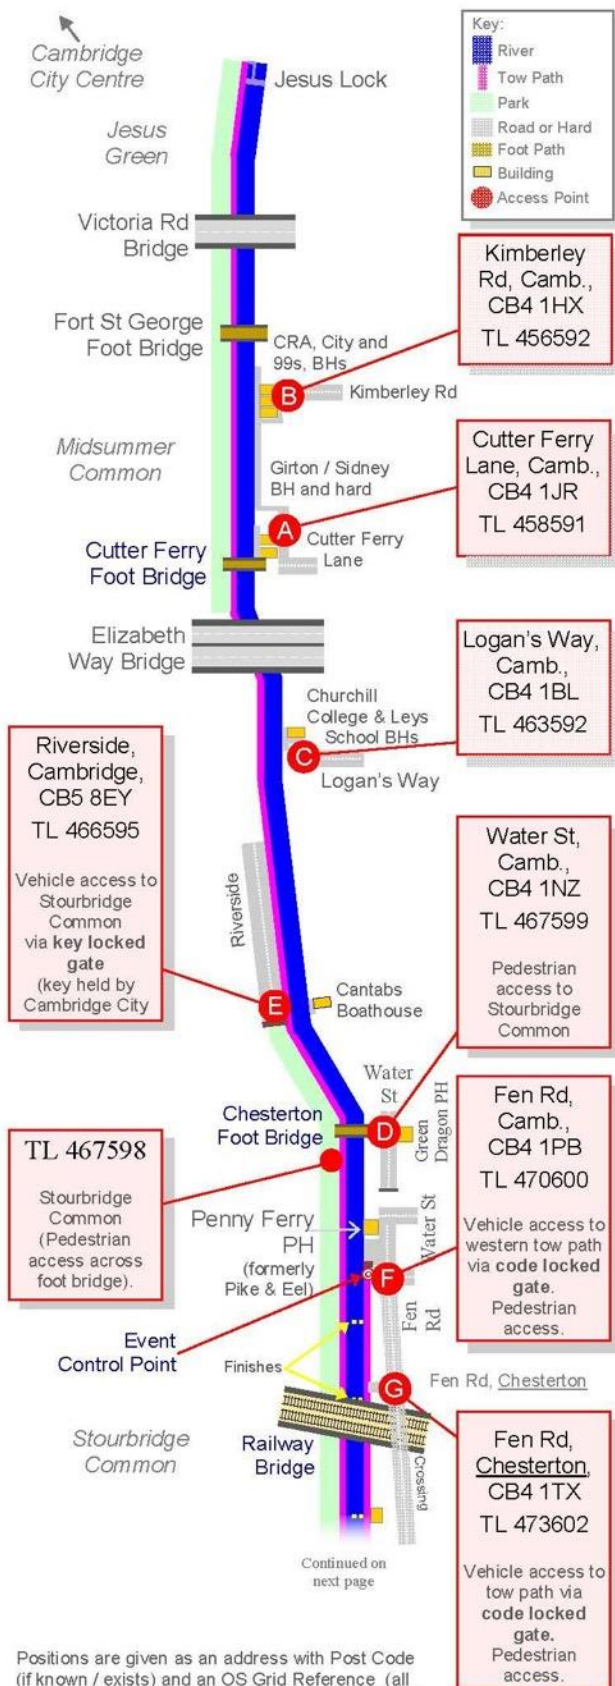 Cambridge
City Centre
Jesus Lock
Key:
River
Tow Path
Park
Road or Hard
Foot Path
Building
Access Point
Jesus
Green
Victoria Rd
Bridge
Kimberley
Rd, Camb.,
CB4 1HX
TL 456592
Fort St George
Foot Bridge
CRA, City and
99s, BHs
B
Kimberley Rd
Midsummer
Common
Girton / Sidney
BH and hard
Cutter Ferry
Lane, Camb.,
CB4 1JR
TL 458591
A
Cutter Ferry
Lane
Cutter Ferry
Foot Bridge
Elizabeth
Way Bridge
Logan's Way,
Camb.,
CB4 1BL
TL 463592
Churchill
College & Leys
School BHs
C
Logan's Way
Riverside,
Cambridge,
CB5 8EY
TL 466595
Vehicle access to
Stourbridge
Common
via key locked
gate
(key held by
Cambridge City
Riverside
E
Cantabs
Boathouse
Water St,
Camb.,
CB4 1NZ
TL 467599
Pedestrian
access to
Stourbridge
Common
Water
St
Chesterton
Foot Bridge
D
Green
Dragon PH
TL 467598
Stourbridge
Common
(Pedestrian
access across
foot bridge).
Fen Rd,
Camb.,
CB4 1PB
TL 470600
Vehicle access to
western tow path
via code locked
gate.
Pedestrian
access.
Penny Ferry
PH
(formerly
Pike & Eel)
Water St
F
Fen
Rd
Event
Control Point
Finishes
G
Fen Rd, Chesterton
Railway
Bridge
Stourbridge
Common
Crossing
Fen Rd,
Chesterton,
CB4 1TX
TL 473602
Vehicle access to
tow path via
code locked
gate.
Pedestrian
access.
Continued on
next page
Positions are given as an address with Post Code
(if known / exists) and an OS Grid Reference (all